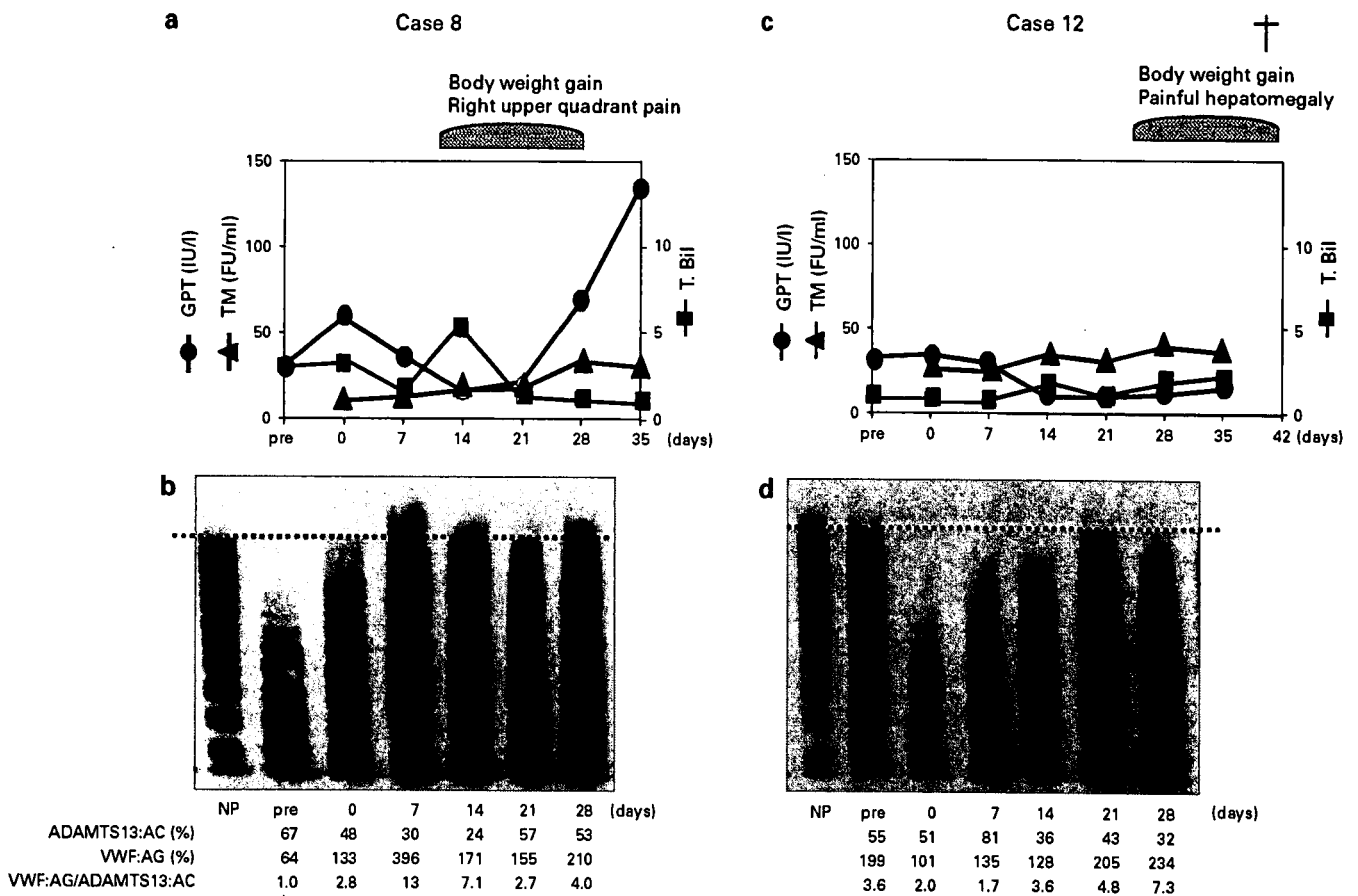 a
Case 8
Body weight gain
Right upper quadrant pain
GPT (IU/l)
TM (FU/ml)
150
100
50
0
10
5
0
T. Bil
pre 0 7 14 21 28 35 (days)
b
NP pre 0 7 14 21 28 (days)
ADAMTS13:AC (%) 67 48 30 24 57 53
VWF:AG (%) 64 133 396 171 155 210
VWF:AG/ADAMTS13:AC 1.0 2.8 13 7.1 2.7 4.0
c
Case 12
Body weight gain
Painful hepatomegaly
GPT (IU/l)
TM (FU/ml)
150
100
50
0
10
5
0
T. Bil
pre 0 7 14 21 28 35 42 (days)
d
NP pre 0 7 14 21 28 (days)
55 51 81 36 43 32
199 101 135 128 205 234
3.6 2.0 1.7 3.6 4.8 7.3